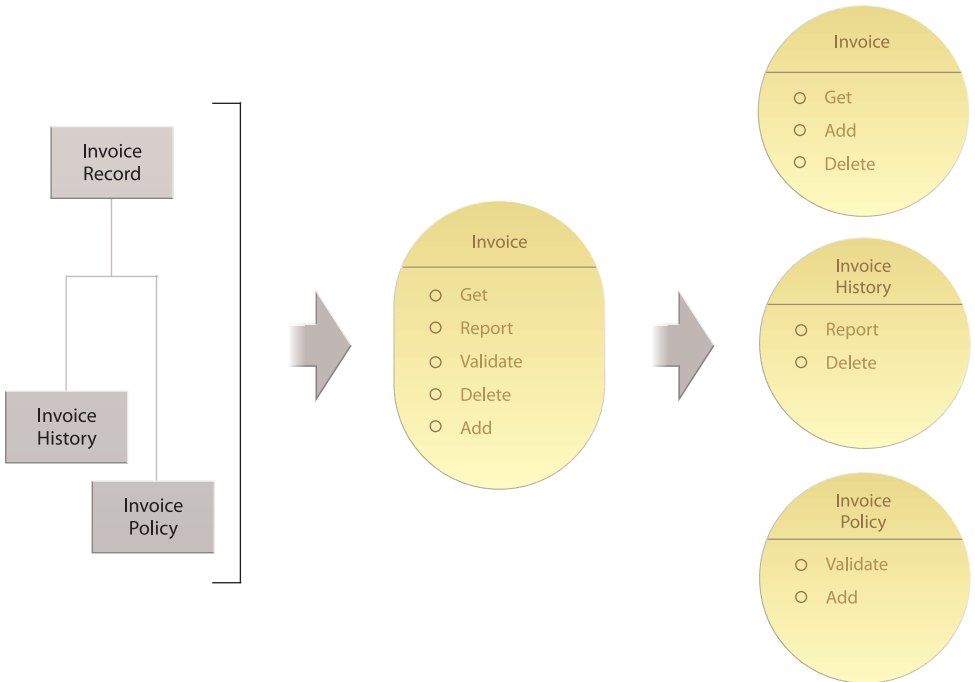 Invoice
Record
Invoice
History
Invoice
Policy
Invoice
Get
Report
Validate
Delete
Add
Invoice
Get
Add
Delete
Invoice
History
Report
Delete
Invoice
Policy
Validate
Add